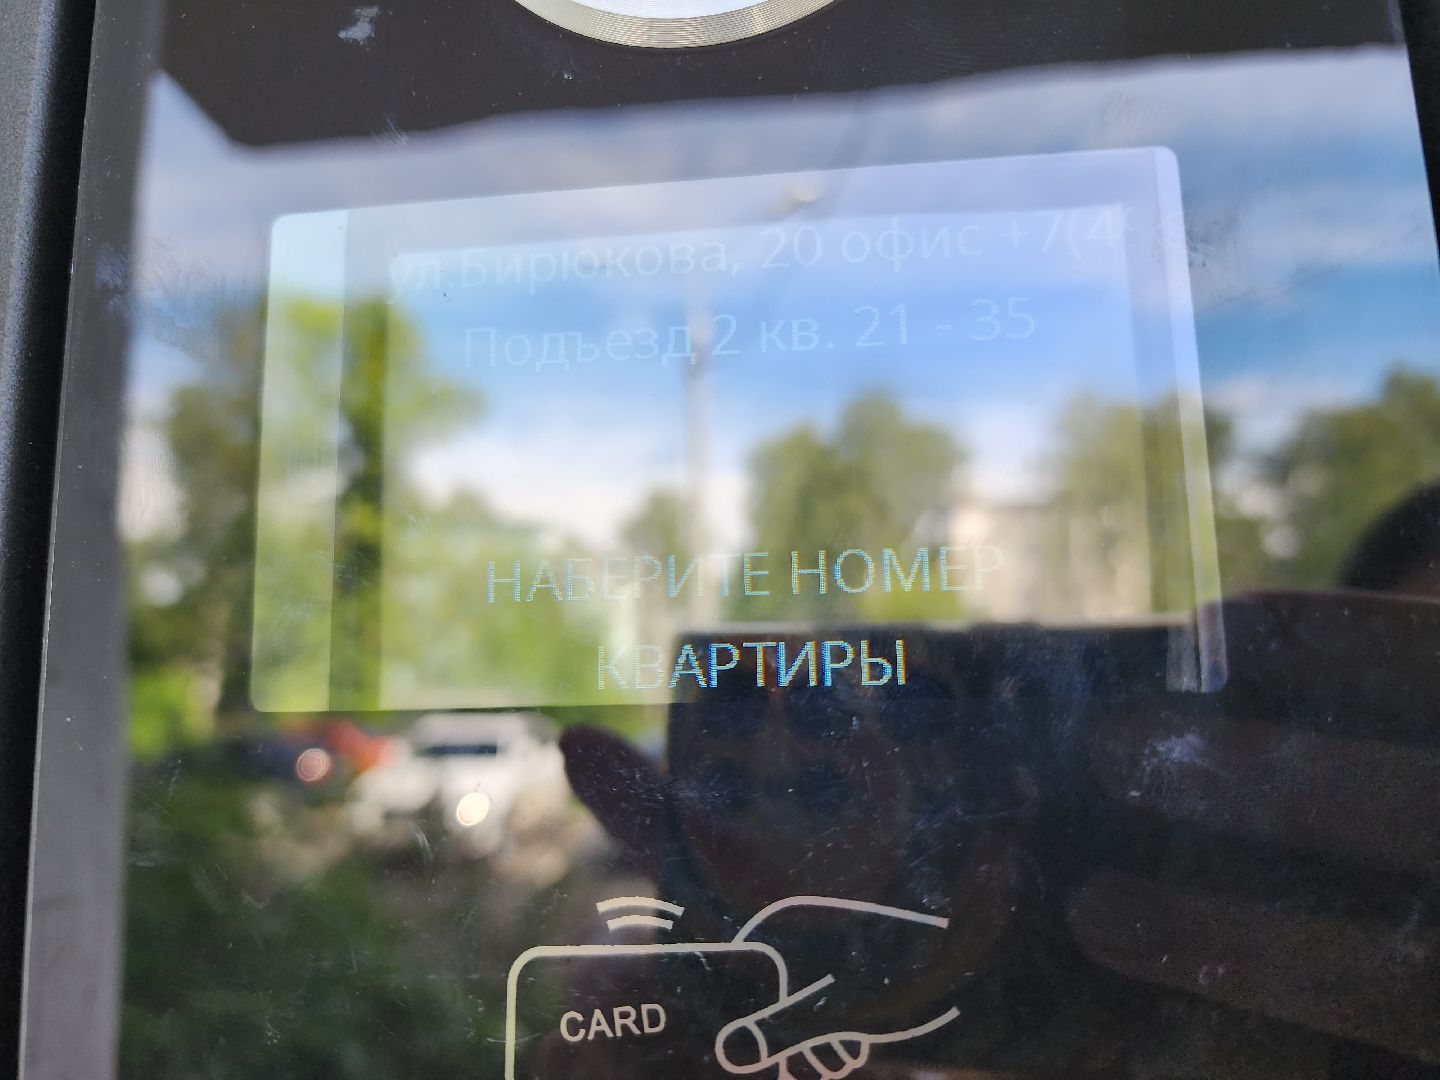 ул.Бирюкова, 20 офис +7(4
Подъезд 2 кв. 21 - 35
НАБЕРИТЕ НОМЕР
КВАРТИРЫ
CARD